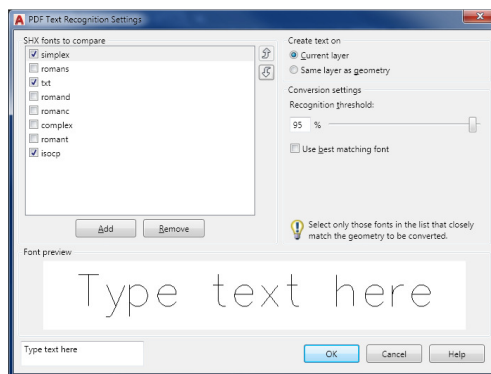 PDF Text Recognition Settings
SHX fonts to compare
simplex
romans
txt
romand
romanc
complex
romant
isocp
Add
Remove
Create text on
Current layer
Same layer as geometry
Conversion settings
Recognition threshold:
95 %
Use best matching font
Select only those fonts in the list that closely
match the geometry to be converted.
Font preview
Type text here
Type text here
OK
Cancel
Help